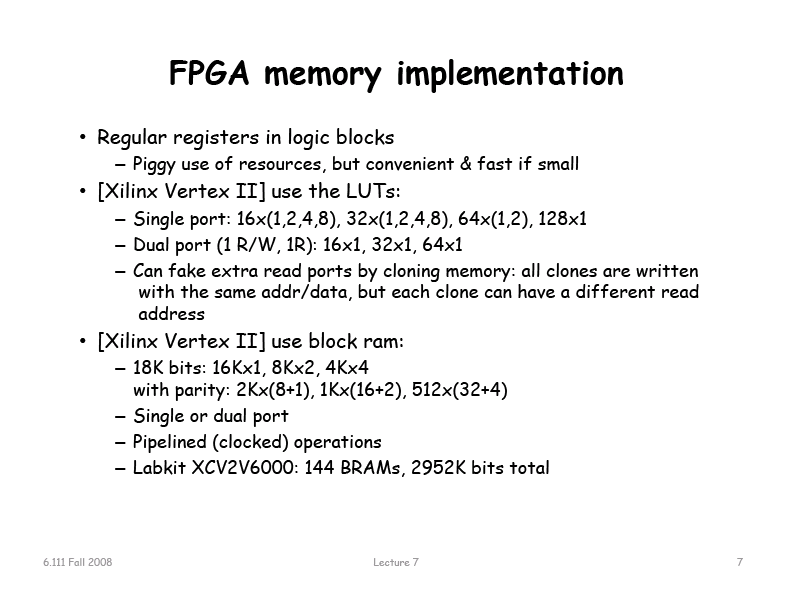 FPGA memory implementation
• Regular registers in logic blocks
– Piggy use of resources, but convenient & fast if small
• [Xilinx Vertex II] use the LUTs:
– Single port: 16x(1,2,4,8), 32x(1,2,4,8), 64x(1,2), 128x1
– Dual port (1 R/W, 1R): 16x1, 32x1, 64x1
– Can fake extra read ports by cloning memory: all clones are written
with the same addr/data, but each clone can have a different read
address
• [Xilinx Vertex II] use block ram:
– 18K bits: 16Kx1, 8Kx2, 4Kx4
with parity: 2Kx(8+1), 1Kx(16+2), 512x(32+4)
– Single or dual port
– Pipelined (clocked) operations
– Labkit XCV2V6000: 144 BRAMs, 2952K bits total
6.111 Fall 2008
Lecture 7
7